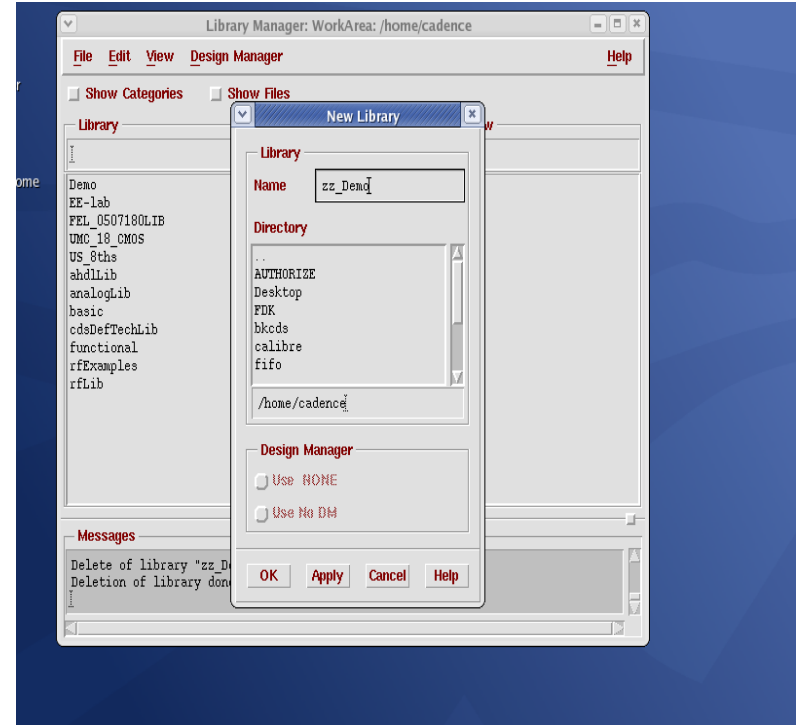 Library Manager: WorkArea: /home/cadence
File Edit View Design Manager Help
Show Categories Show Files
Library
Demo
EE-lab
FEL_0507180LIB
UMC_18_CMOS
US_8ths
ahdlLib
analogLib
basic
cdsDefTechLib
functional
rfExamples
rfLib
New Library
Library
Name zz_Demo
Directory
..
AUTHORIZE
Desktop
FDK
bkcds
calibre
fifo
/home/cadence
Design Manager
Use NONE
Use No DM
OK Apply Cancel Help
Messages
Delete of library "zz_D
Deletion of library done